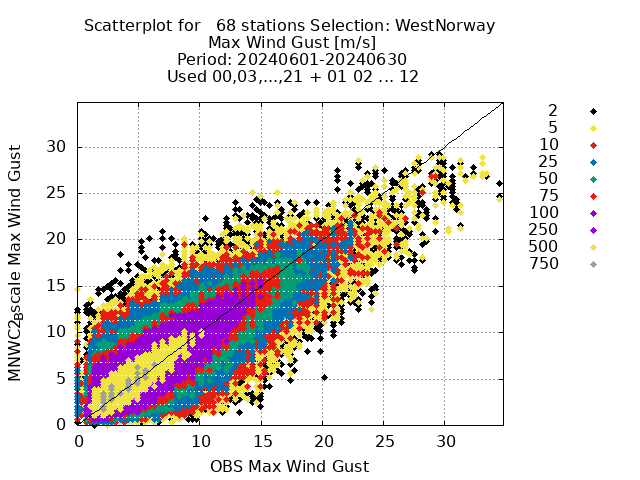 Scatterplot for   68 stations Selection: WestNorway
Max Wind Gust [m/s]
Period: 20240601-20240630
Used 00,03,...,21 + 01 02 ... 12
MNWC2Bscale Max Wind Gust
30
25
20
15
10
5
0
0 5 10 15 20 25 30
OBS Max Wind Gust
2
5
10
25
50
75
100
250
500
750